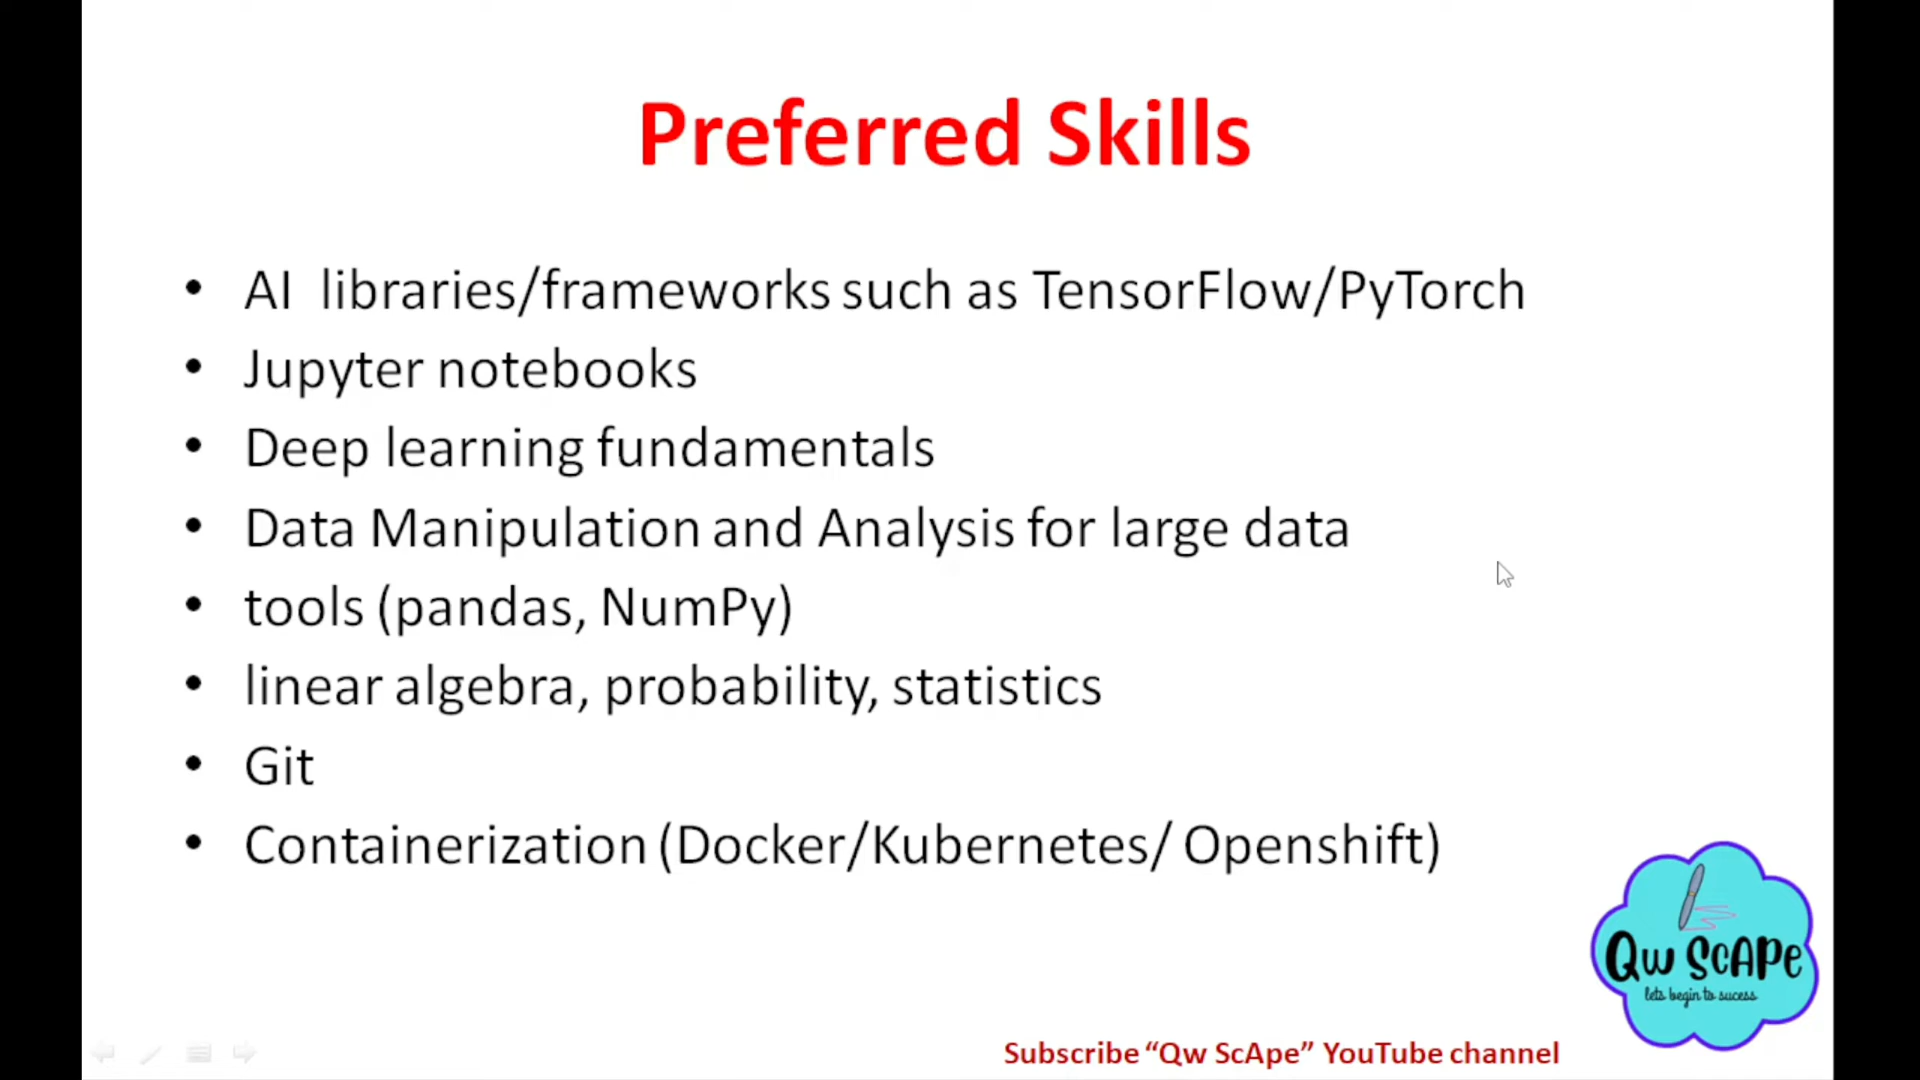 Preferred Skills
• AI libraries/frameworks such as TensorFlow/PyTorch
• Jupyter notebooks
• Deep learning fundamentals
• Data Manipulation and Analysis for large data
• tools (pandas, NumPy)
• linear algebra, probability, statistics
• Git
• Containerization (Docker/Kubernetes/ Openshift)
Qw ScApe
lets begin to sucess
Subscribe “Qw ScApe” YouTube channel